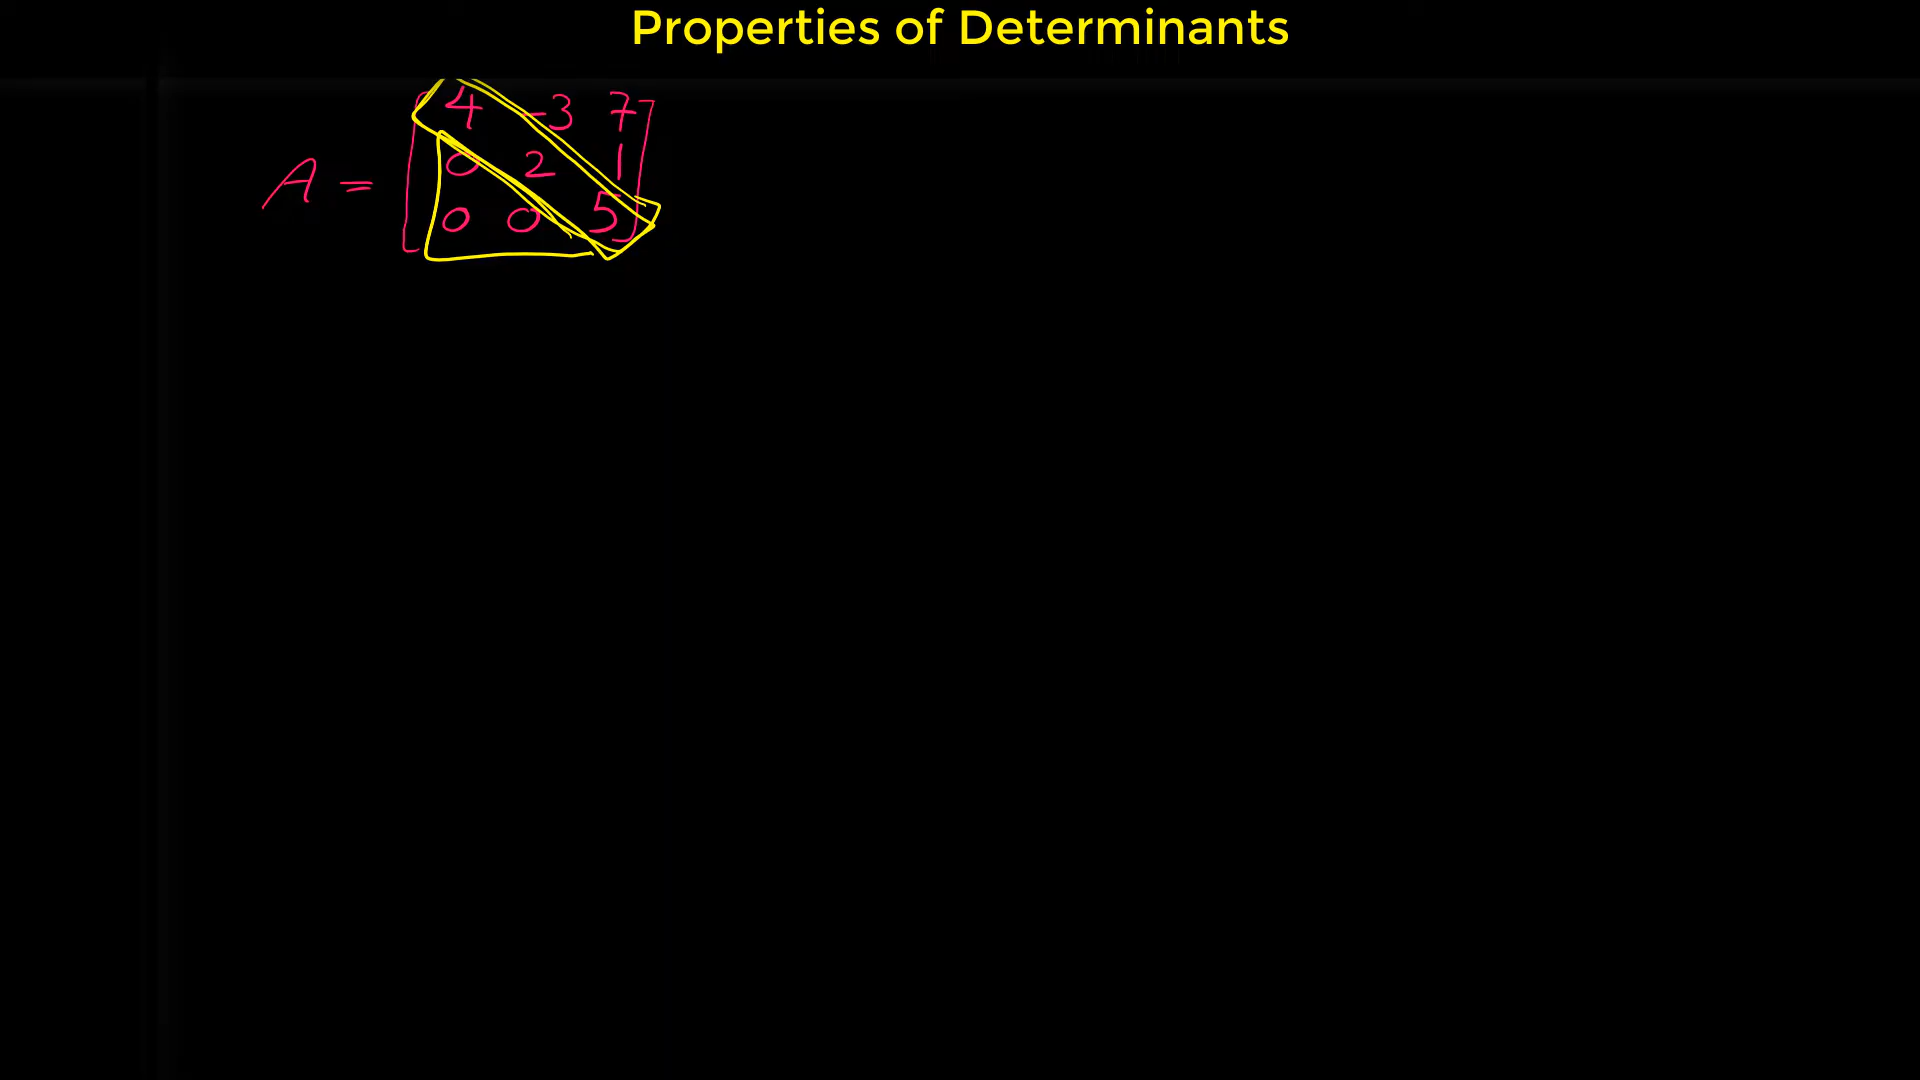 Properties of Determinants
4 -3 7
A = 0 2 1
0 0 5